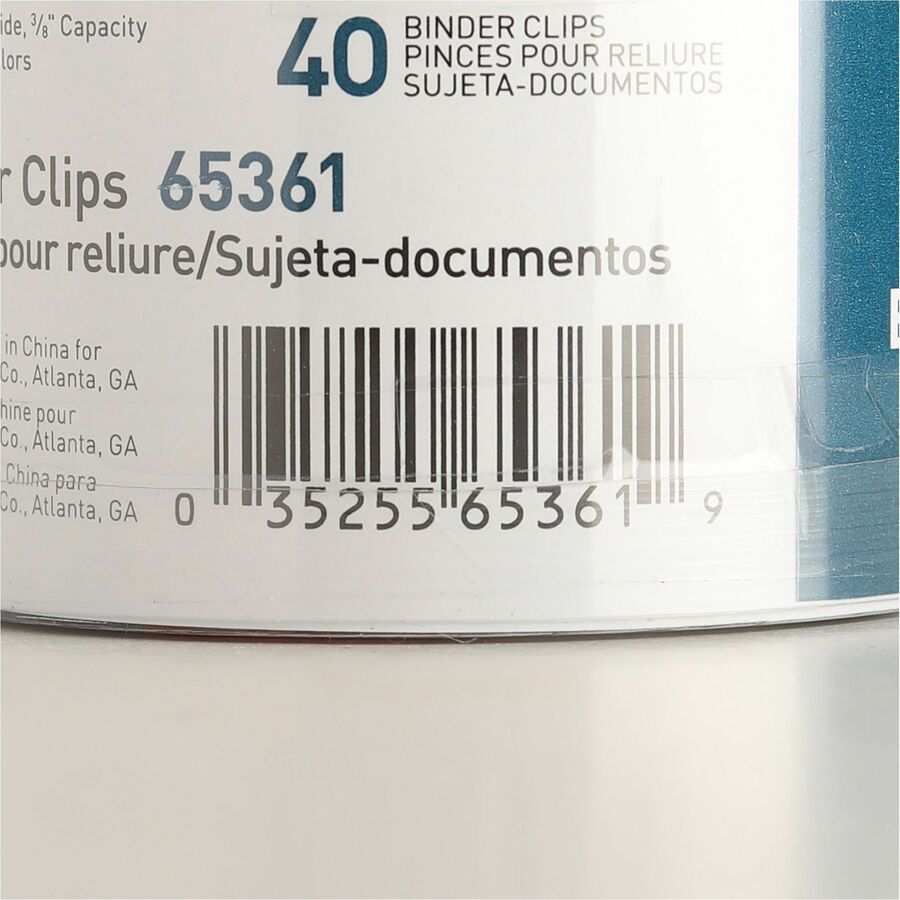 ide, 3/8" Capacity
lors
40 BINDER CLIPS
PINCES POUR RELIURE
SUJETA-DOCUMENTOS
r Clips 65361
pour reliure/Sujeta-documentos
in China for
Co., Atlanta, GA
hine pour
Co., Atlanta, GA
China para
Co., Atlanta, GA
0 35255 65361 9